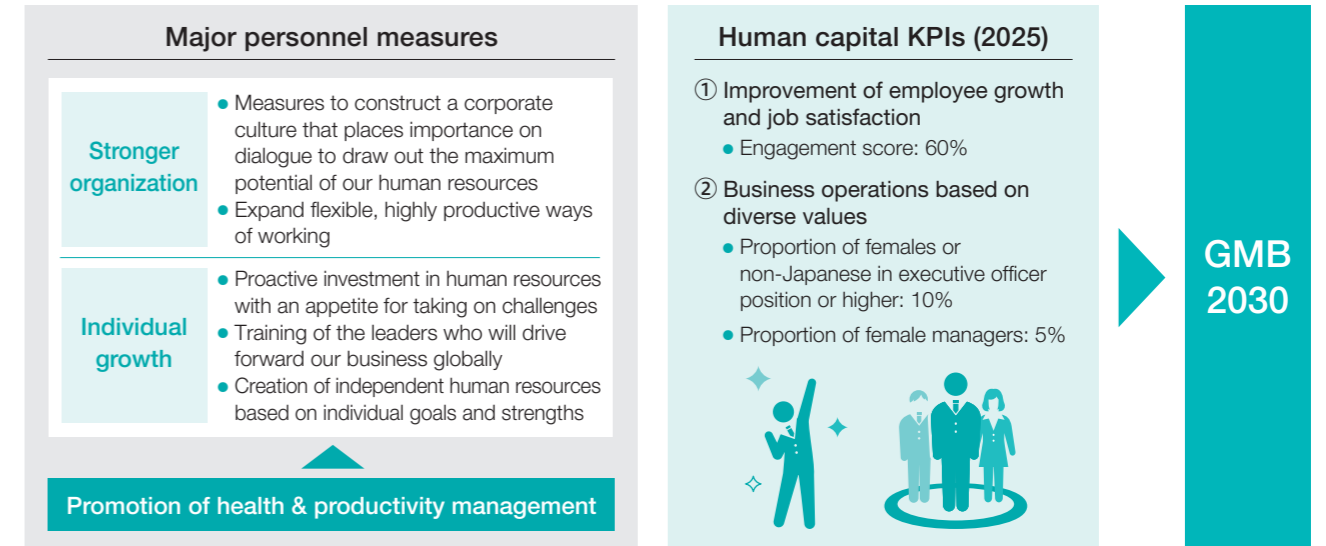 Major personnel measures
Stronger
organization
● Measures to construct a corporate
culture that places importance on
dialogue to draw out the maximum
potential of our human resources
● Expand flexible, highly productive ways
of working
Individual
growth
● Proactive investment in human resources
with an appetite for taking on challenges
● Training of the leaders who will drive
forward our business globally
● Creation of independent human resources
based on individual goals and strengths
Promotion of health & productivity management
Human capital KPIs (2025)
① Improvement of employee growth
and job satisfaction
● Engagement score: 60%
② Business operations based on
diverse values
● Proportion of females or
non-Japanese in executive officer
position or higher: 10%
● Proportion of female managers: 5%
GMB
2030